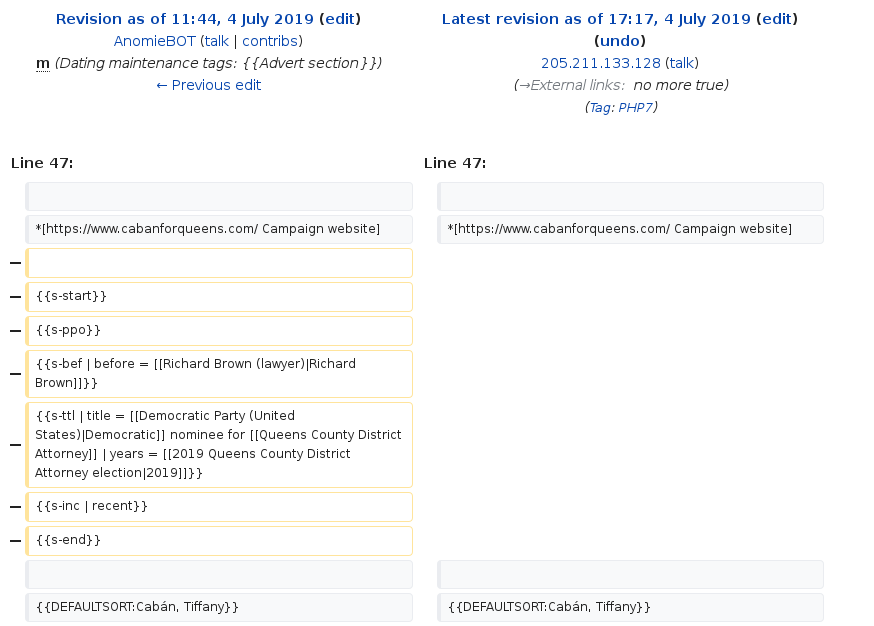 Revision as of 11:44, 4 July 2019 (edit)
AnomieBOT (talk | contribs)
m (Dating maintenance tags: {{Advert section}})
← Previous edit
Latest revision as of 17:17, 4 July 2019 (edit)
(undo)
205.211.133.128 (talk)
(→External links: no more true)
(Tag: PHP7)
Line 47:
Line 47:
*[https://www.cabanforqueens.com/ Campaign website]
*[https://www.cabanforqueens.com/ Campaign website]
−
− {{s-start}}
− {{s-ppo}}
− {{s-bef | before = [[Richard Brown (lawyer)|Richard
Brown]]}}
− {{s-ttl | title = [[Democratic Party (United
States)|Democratic]] nominee for [[Queens County District
Attorney]] | years = [[2019 Queens County District
Attorney election|2019]]}}
− {{s-inc | recent}}
− {{s-end}}
{{DEFAULTSORT:Cabán, Tiffany}}
{{DEFAULTSORT:Cabán, Tiffany}}